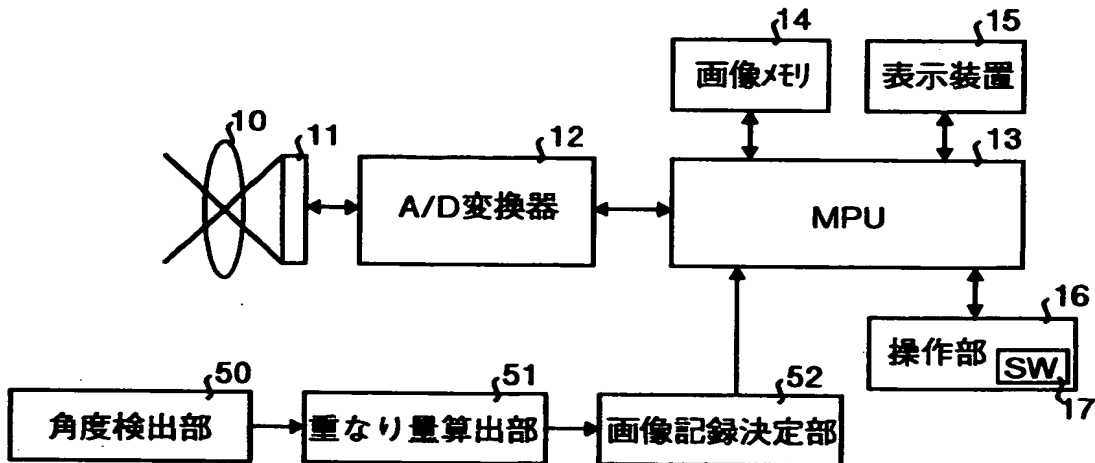 14
画像メモリ
15
表示装置
10
11
12
A/D変換器
13
MPU
16
操作部
SW
17
50
角度検出部
51
重なり量算出部
52
画像記録決定部